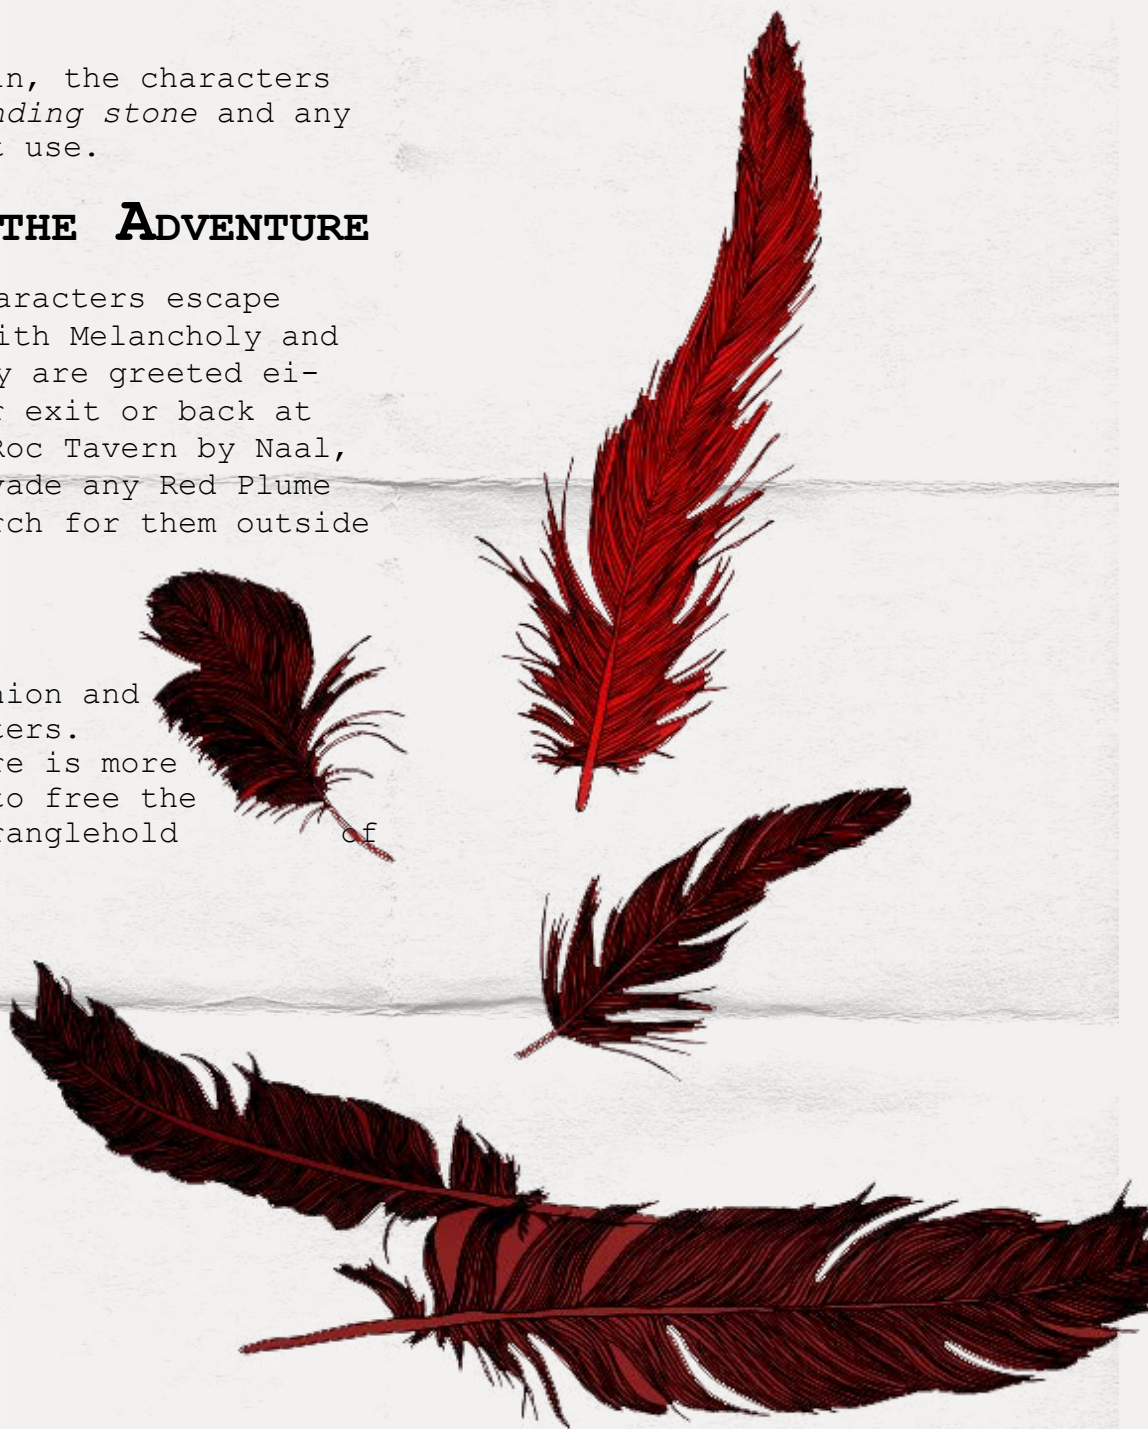 in, the characters
nding stone and any
t use.
THE ADVENTURE
aracters escape
ith Melancholy and
y are greeted ei-
r exit or back at
Roc Tavern by Naal,
vade any Red Plume
rch for them outside
nion and
ters.
re is more
to free the
ranglehold of